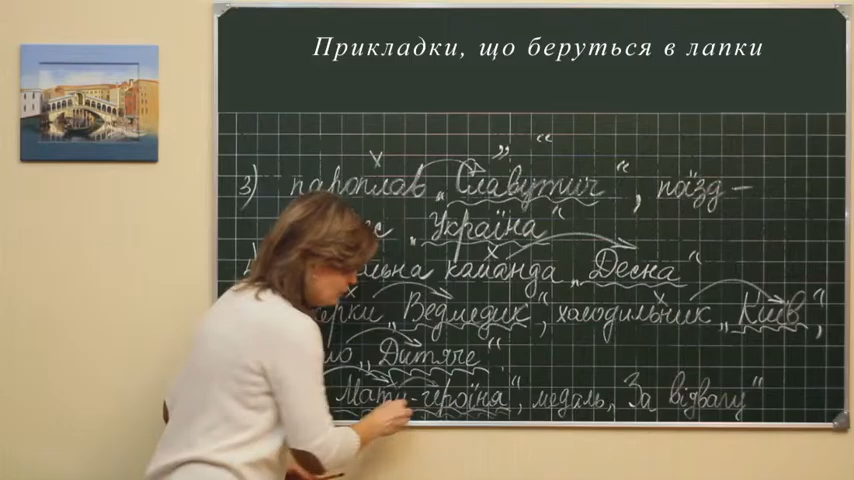 Прикладки, що беруться в лапки
„ “
3) пароплав „Славутич“, поїзд-
„Україна“
команда „Десна“
„Ведмедик“, холодильник „Київ“,
„Дитяче“
Мати-героїня“, медаль „За відвагу“